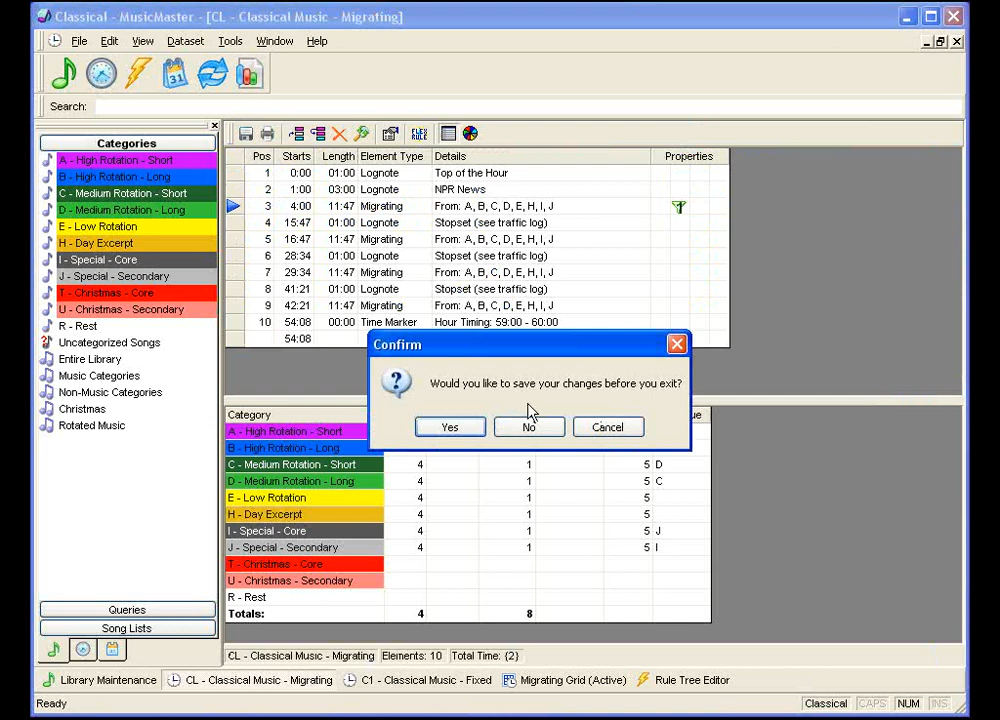 Classical - MusicMaster - [CL - Classical Music - Migrating]
File Edit View Dataset Tools Window Help
31
Search:
Categories
A - High Rotation - Short
B - High Rotation - Long
C - Medium Rotation - Short
D - Medium Rotation - Long
E - Low Rotation
H - Day Excerpt
I - Special - Core
J - Special - Secondary
T - Christmas - Core
U - Christmas - Secondary
R - Rest
Uncategorized Songs
Entire Library
Music Categories
Non-Music Categories
Christmas
Rotated Music
Queries
Song Lists
FLEX RULE
Pos Starts Length Element Type Details Properties
1 0:00 01:00 Lognote Top of the Hour
2 1:00 03:00 Lognote NPR News
3 4:00 11:47 Migrating From: A, B, C, D, E, H, I, J
4 15:47 01:00 Lognote Stopset (see traffic log)
5 16:47 11:47 Migrating From: A, B, C, D, E, H, I, J
6 28:34 01:00 Lognote Stopset (see traffic log)
7 29:34 11:47 Migrating From: A, B, C, D, E, H, I, J
8 41:21 01:00 Lognote Stopset (see traffic log)
9 42:21 11:47 Migrating From: A, B, C, D, E, H, I, J
10 54:08 00:00 Time Marker Hour Timing: 59:00 - 60:00
54:08
Confirm
Would you like to save your changes before you exit?
Yes No Cancel
Category
A - High Rotation - Short
B - High Rotation - Long
C - Medium Rotation - Short 4 1 5 D
D - Medium Rotation - Long 4 1 5 C
E - Low Rotation 4 1 5
H - Day Excerpt 4 1 5
I - Special - Core 4 1 5 J
J - Special - Secondary 4 1 5 I
T - Christmas - Core
U - Christmas - Secondary
R - Rest
Totals: 4 8
CL - Classical Music - Migrating Elements: 10 Total Time: {2}
Library Maintenance CL - Classical Music - Migrating C1 - Classical Music - Fixed Migrating Grid (Active) Rule Tree Editor
Ready Classical CAPS NUM INS